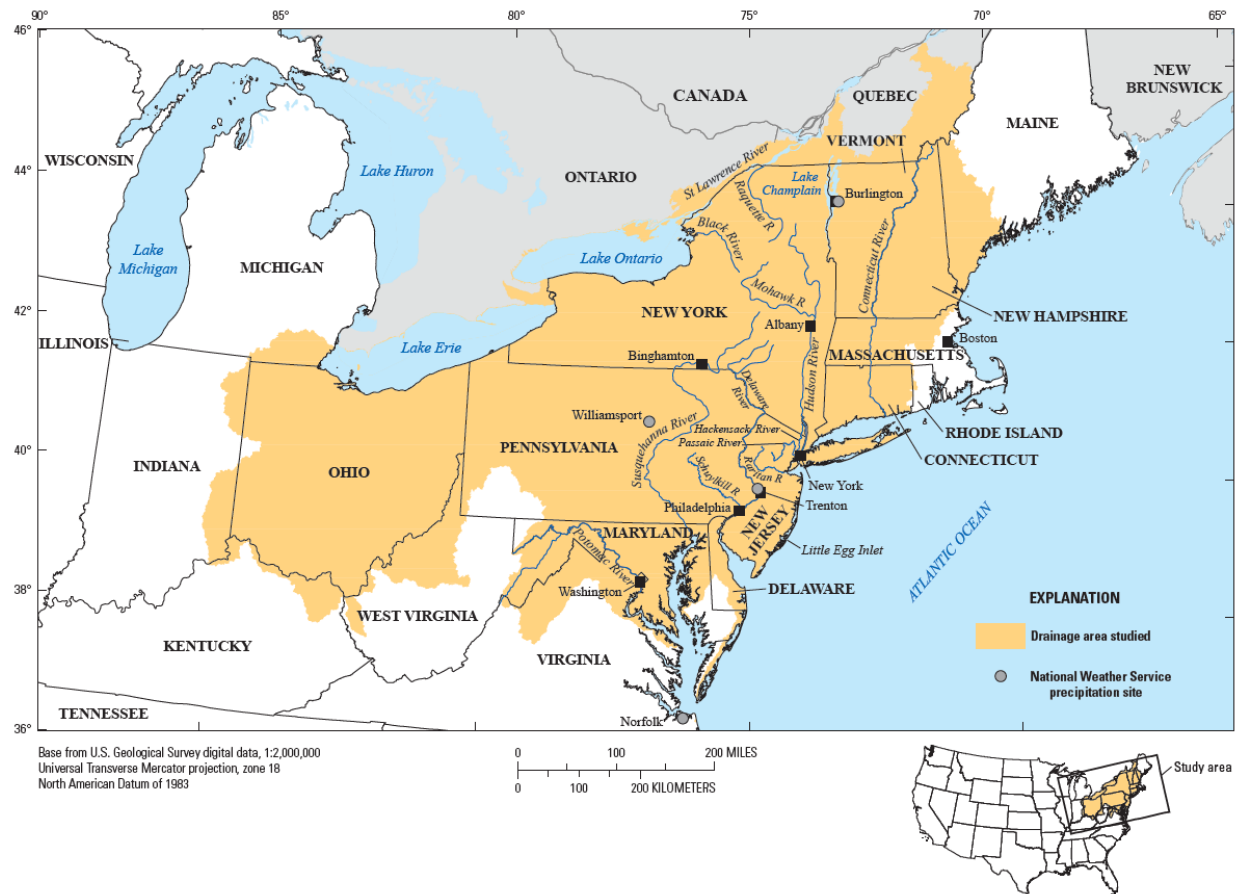 90°
85°
80°
75°
70°
65°
46°
44°
42°
40°
38°
36°
CANADA
QUEBEC
NEW
BRUNSWICK
MAINE
VERMONT
WISCONSIN
Lake Huron
ONTARIO
St Lawrence River
Raquette R
Lake
Champlain
Burlington
Black River
Connecticut River
Lake
Michigan
MICHIGAN
Lake Ontario
Mohawk R
NEW YORK
Albany
NEW HAMPSHIRE
ILLINOIS
Lake Erie
Binghamton
Boston
MASSACHUSETTS
Delaware
River
Hudson River
Williamsport
Susquehanna River
Hackensack River
Passaic River
RHODE ISLAND
PENNSYLVANIA
CONNECTICUT
INDIANA
OHIO
Schuylkill R
Raritan R
New York
Trenton
Philadelphia
NEW
JERSEY
MARYLAND
Little Egg Inlet
Potomac River
ATLANTIC OCEAN
Washington
DELAWARE
WEST VIRGINIA
KENTUCKY
VIRGINIA
TENNESSEE
Norfolk
EXPLANATION
Drainage area studied
National Weather Service
precipitation site
Base from U.S. Geological Survey digital data, 1:2,000,000
Universal Transverse Mercator projection, zone 18
North American Datum of 1983
0 100 200 MILES
0 100 200 KILOMETERS
Study area